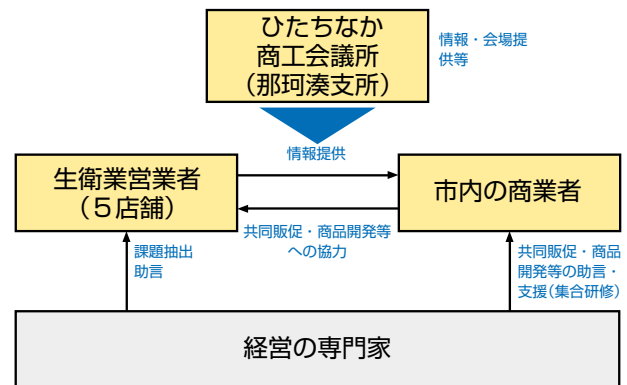 ひたちなか
商工会議所
（那珂湊支所）
情報・会場提
供等
情報提供
生衛業営業者
（５店舗）
市内の商業者
共同販促・商品開発等
への協力
課題抽出
助言
共同販促・商品
開発等の助言・
支援（集合研修）
経営の専門家